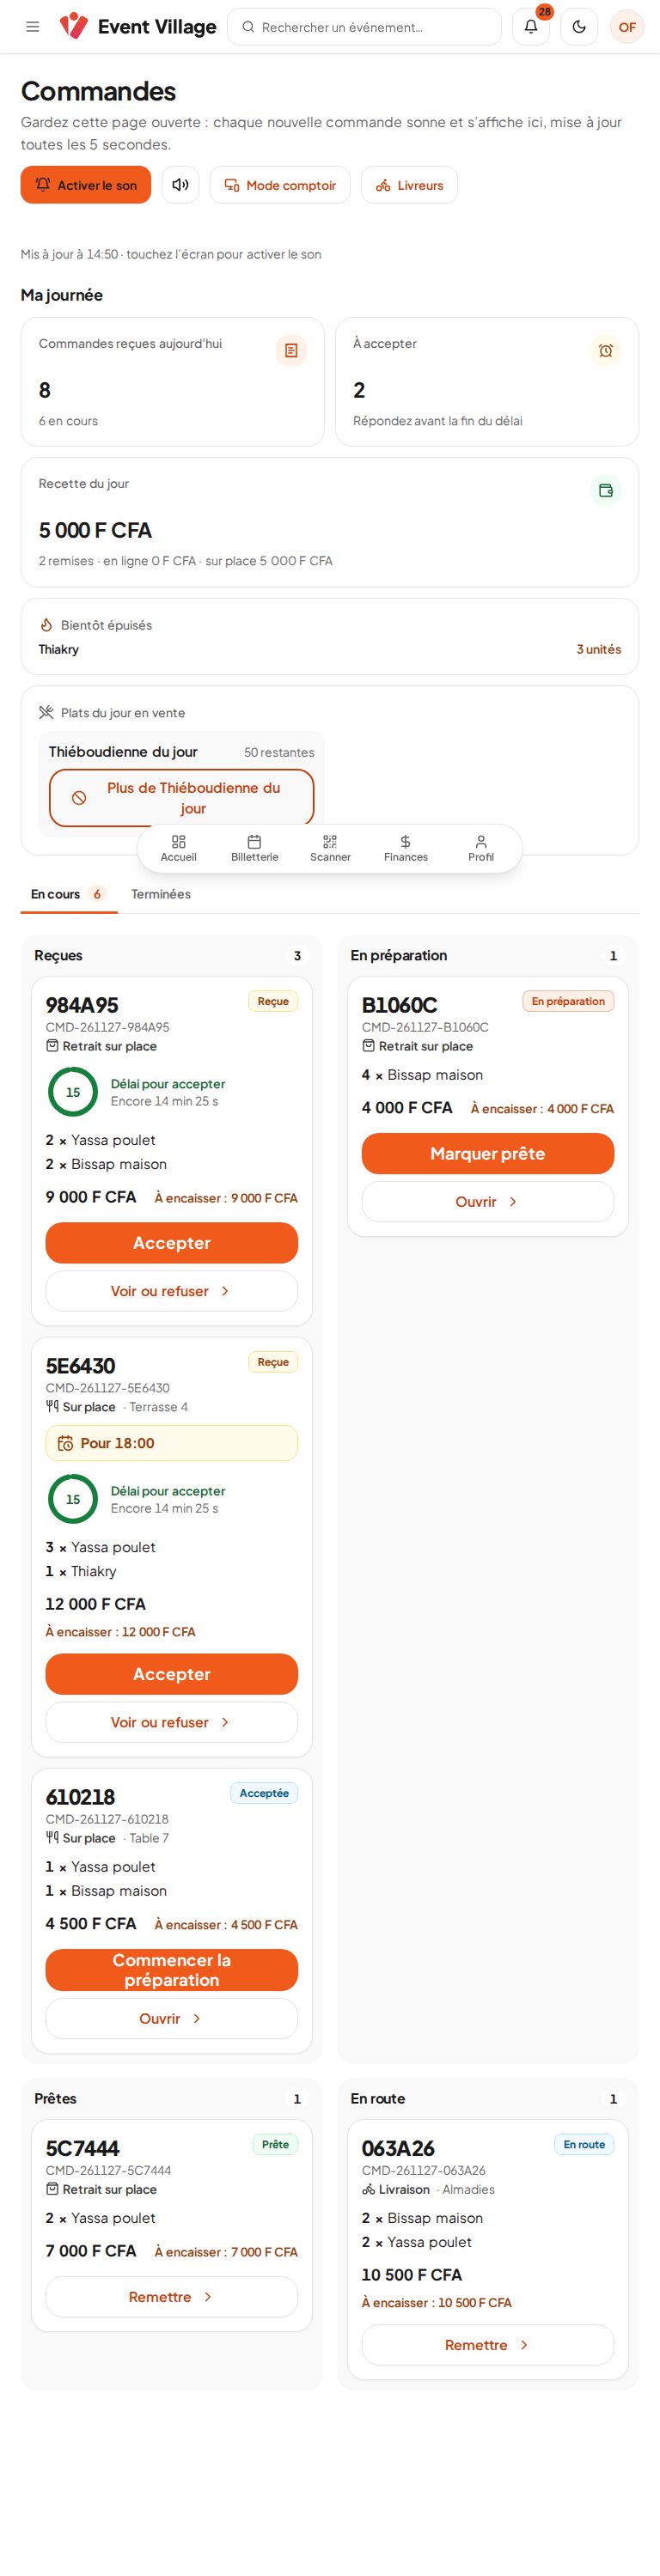 Event Village
Rechercher un événement...
28
OF
Commandes
Gardez cette page ouverte : chaque nouvelle commande sonne et s'affiche ici, mise à jour
toutes les 5 secondes.
Activer le son
Mode comptoir
Livreurs
Mis à jour à 14:50 · touchez l'écran pour activer le son
Ma journée
Commandes reçues aujourd'hui
8
6 en cours
À accepter
2
Répondez avant la fin du délai
Recette du jour
5 000 F CFA
2 remises · en ligne 0 F CFA · sur place 5 000 F CFA
Bientôt épuisés
Thiakry
3 unités
Plats du jour en vente
Thiéboudienne du jour
50 restantes
Plus de Thiéboudienne du
jour
Accueil
Billetterie
Scanner
Finances
Profil
En cours 6
Terminées
Reçues
3
984A95
Reçue
CMD-261127-984A95
Retrait sur place
15
Délai pour accepter
Encore 14 min 25 s
2 × Yassa poulet
2 × Bissap maison
9 000 F CFA
À encaisser : 9 000 F CFA
Accepter
Voir ou refuser
5E6430
Reçue
CMD-261127-5E6430
Sur place · Terrasse 4
Pour 18:00
15
Délai pour accepter
Encore 14 min 25 s
3 × Yassa poulet
1 × Thiakry
12 000 F CFA
À encaisser : 12 000 F CFA
Accepter
Voir ou refuser
610218
Acceptée
CMD-261127-610218
Sur place · Table 7
1 × Yassa poulet
1 × Bissap maison
4 500 F CFA
À encaisser : 4 500 F CFA
Commencer la
préparation
Ouvrir
En préparation
1
B1060C
En préparation
CMD-261127-B1060C
Retrait sur place
4 × Bissap maison
4 000 F CFA
À encaisser : 4 000 F CFA
Marquer prête
Ouvrir
Prêtes
1
5C7444
Prête
CMD-261127-5C7444
Retrait sur place
2 × Yassa poulet
7 000 F CFA
À encaisser : 7 000 F CFA
Remettre
En route
1
063A26
En route
CMD-261127-063A26
Livraison · Almadies
2 × Bissap maison
2 × Yassa poulet
10 500 F CFA
À encaisser : 10 500 F CFA
Remettre